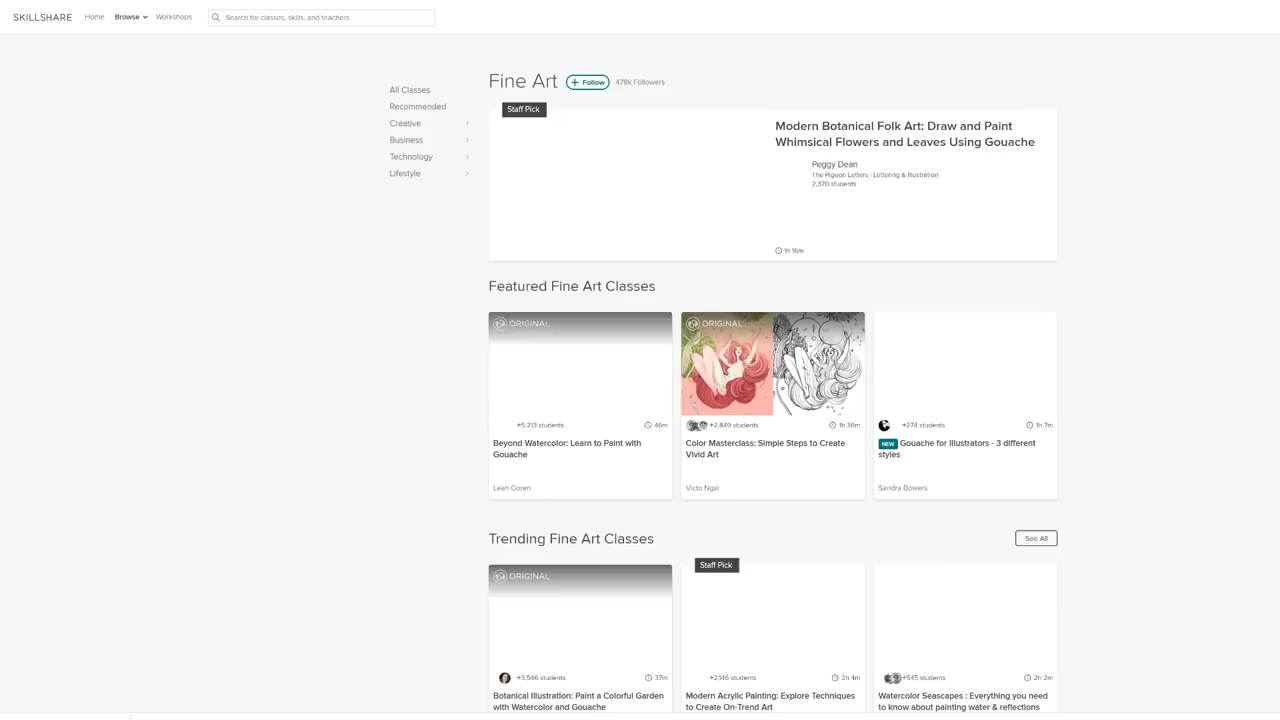 SKILLSHARE Home Browse Workshops Search for classes, skills, and teachers
Fine Art + Follow 478k Followers
All Classes
Recommended
Creative
Business
Technology
Lifestyle
Staff Pick
Modern Botanical Folk Art: Draw and Paint
Whimsical Flowers and Leaves Using Gouache
Peggy Dean
The Pigeon Letters | Lettering & Illustration
2,370 students
1h 16m
Featured Fine Art Classes
ORIGINAL
+5,213 students 46m
Beyond Watercolor: Learn to Paint with
Gouache
Leah Goren
ORIGINAL
+2,849 students 1h 36m
Color Masterclass: Simple Steps to Create
Vivid Art
Victo Ngai
+274 students 1h 7m
NEW Gouache for Illustrators - 3 different
styles
Sandra Bowers
Trending Fine Art Classes See All
ORIGINAL
+3,546 students 37m
Botanical Illustration: Paint a Colorful Garden
with Watercolor and Gouache
Staff Pick
+2,146 students 2h 4m
Modern Acrylic Painting: Explore Techniques
to Create On-Trend Art
+545 students 2h 2m
Watercolor Seascapes : Everything you need
to know about painting water & reflections